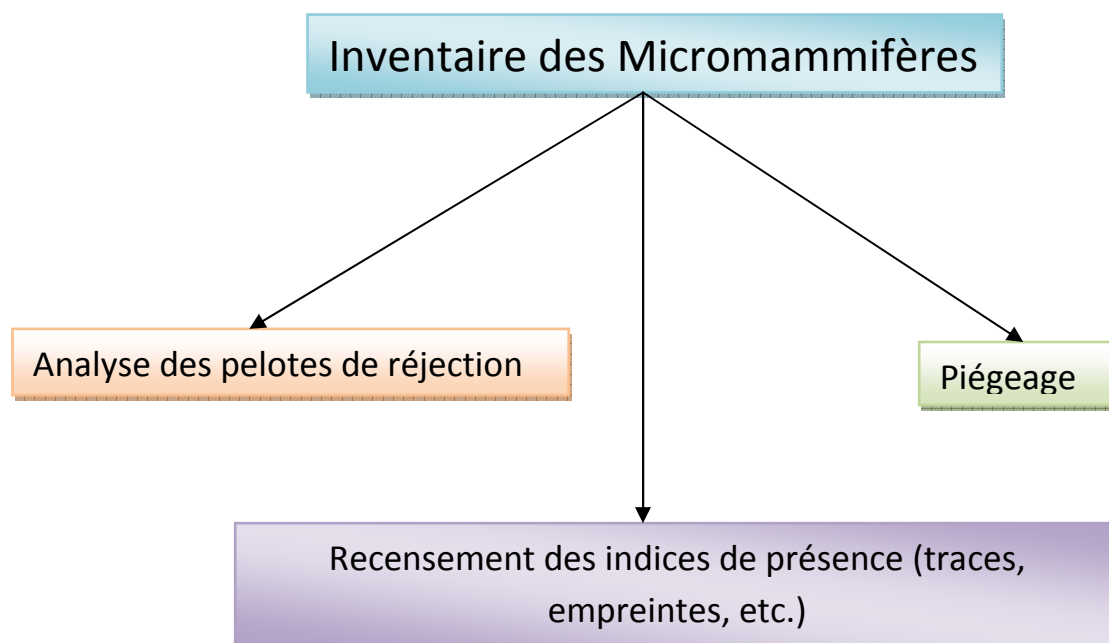 Inventaire des Micromammifères
Analyse des pelotes de réjection
Piégeage
Recensement des indices de présence (traces,
empreintes, etc.)